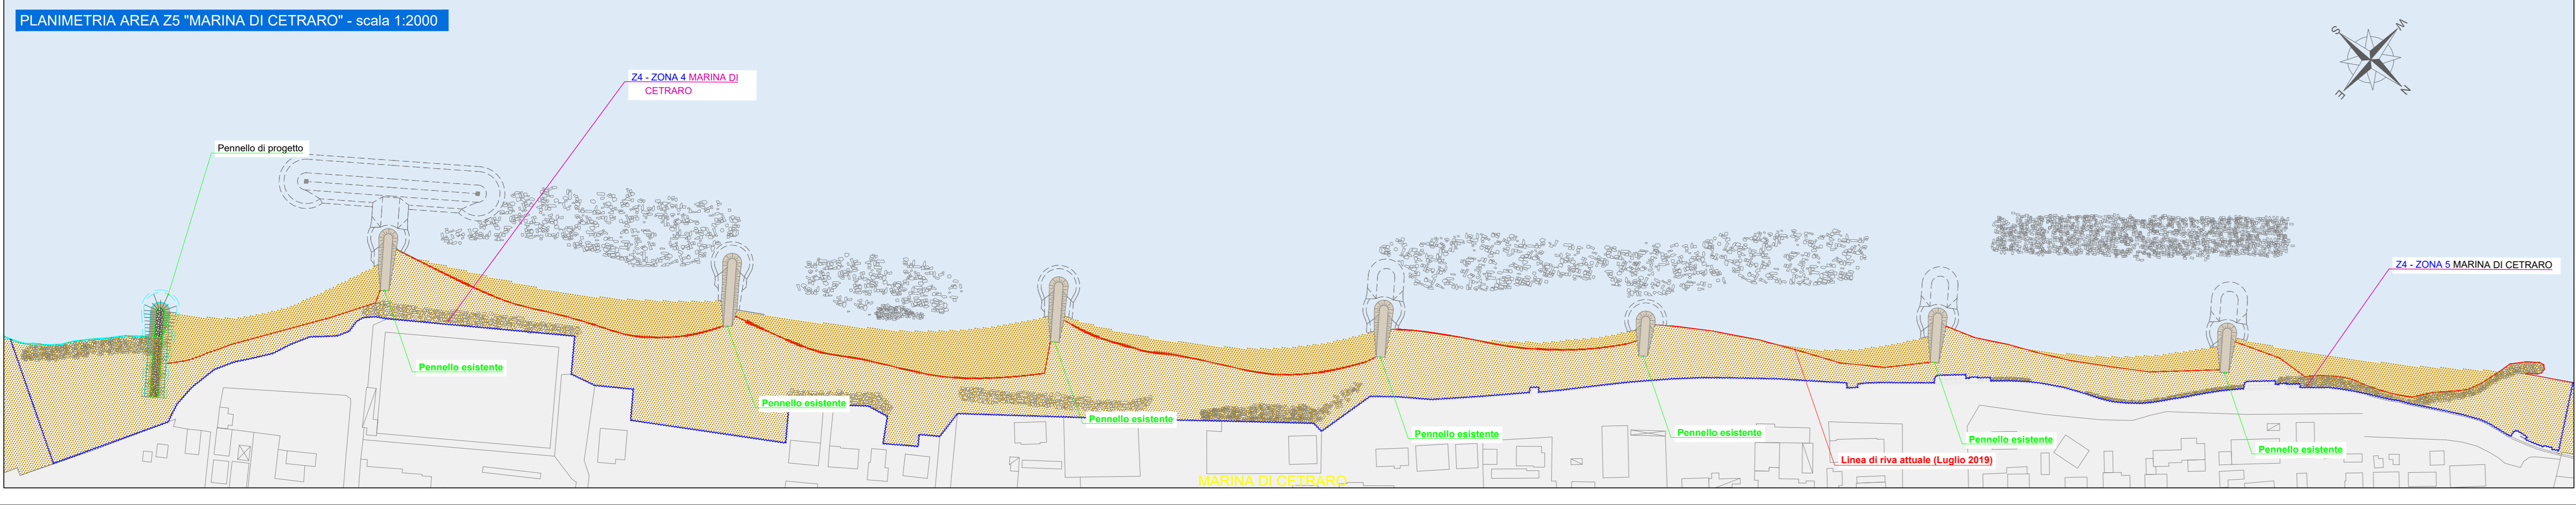 PLANIMETRIA AREA Z5 "MARINA DI CETRARO" - scala 1:2000
S
W
E
N
Z4 - ZONA 4 MARINA DI
CETRARO
Pennello di progetto
Z4 - ZONA 5 MARINA DI CETRARO
Pennello esistente
Pennello esistente
Pennello esistente
Pennello esistente
Pennello esistente
Pennello esistente
Pennello esistente
Linea di riva attuale (Luglio 2019)
MARINA DI CETRARO